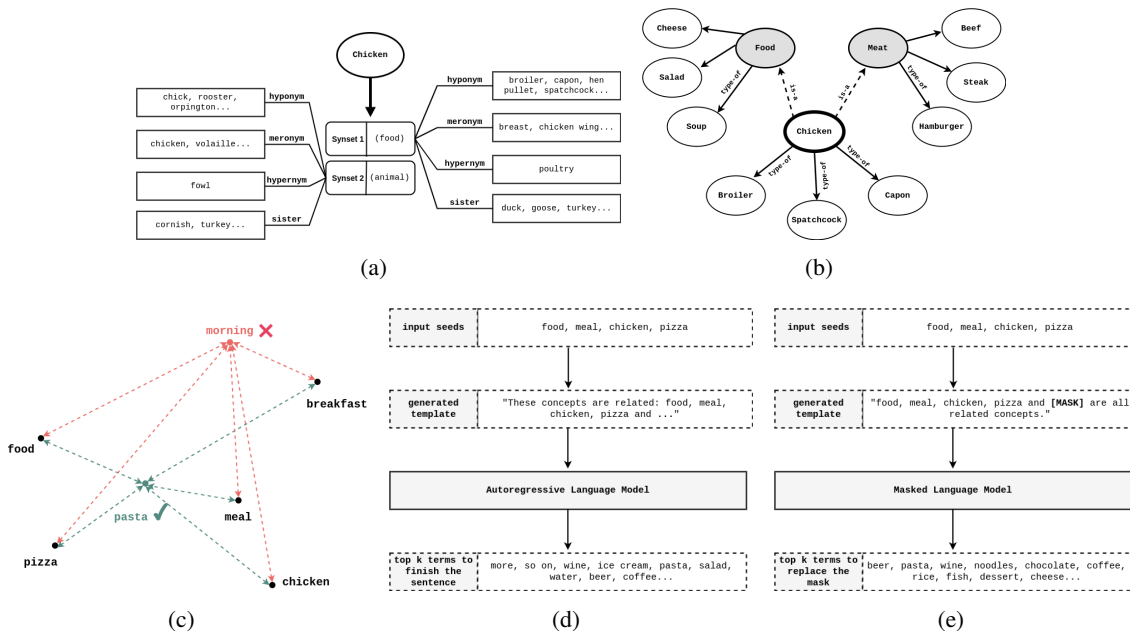 Chicken
chick, rooster,
orpington...
hyponym
chicken, volaille...
meronym
fowl
hypernym
cornish, turkey...
sister
Synset 1
(food)
Synset 2
(animal)
hyponym
broiler, capon, hen
pullet, spatchcock...
meronym
breast, chicken wing...
hypernym
poultry
sister
duck, goose, turkey...
(a)
Cheese
Food
Salad
type-of
Soup
is-a
Meat
Beef
Steak
type-of
Hamburger
is-a
Chicken
type-of
type-of
type-of
Broiler
Spatchcock
Capon
(b)
morning
breakfast
food
pasta
meal
pizza
chicken
(c)
input seeds
food, meal, chicken, pizza
generated
template
"These concepts are related: food, meal,
chicken, pizza and ..."
Autoregressive Language Model
top k terms to
finish the
sentence
more, so on, wine, ice cream, pasta, salad,
water, beer, coffee...
(d)
input seeds
food, meal, chicken, pizza
generated
template
"food, meal, chicken, pizza and [MASK] are all
related concepts."
Masked Language Model
top k terms to
replace the
mask
beer, pasta, wine, noodles, chocolate, coffee,
rice, fish, dessert, cheese...
(e)